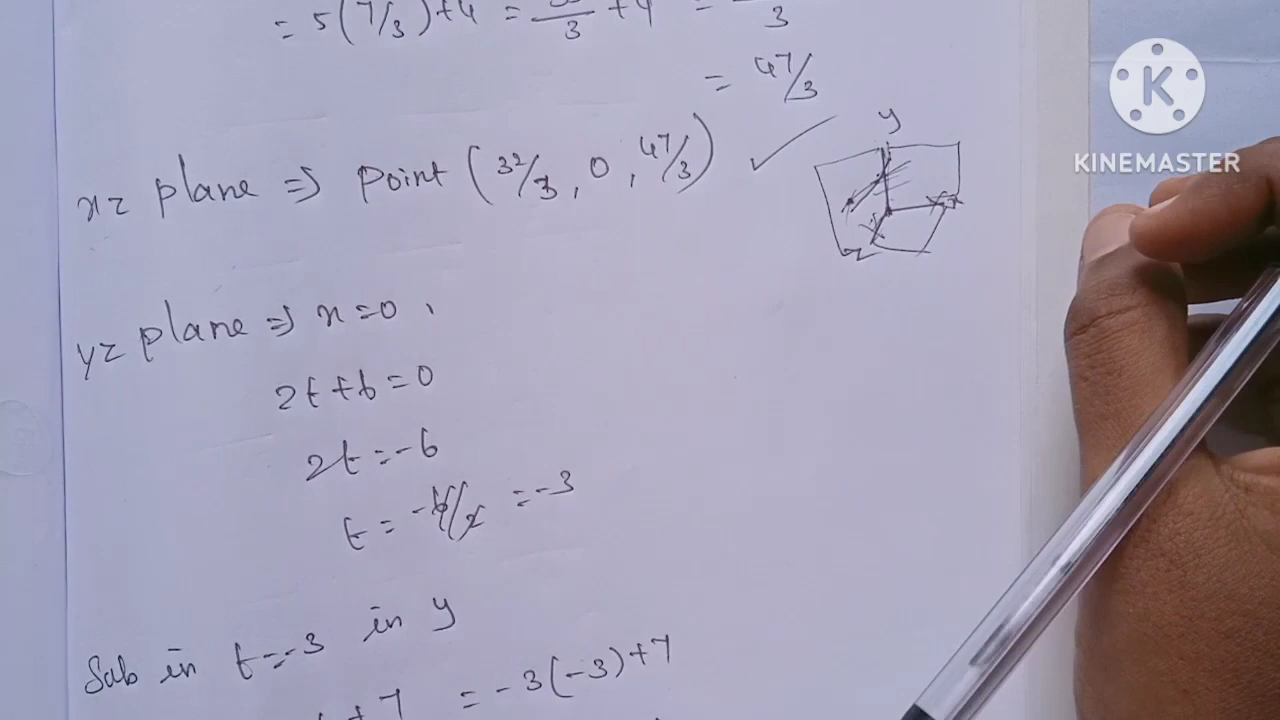 = 5(7/3)+4 = /3 + 4 = /3
= 47/3
xz plane => Point (32/3, 0, 47/3) ✓
y
x
z
K
KINEMASTER
yz plane => x=0,
2t+6=0
2t=-6
t = -6/2 = -3
Sub in t=-3 in y
+ 7 = -3(-3)+7